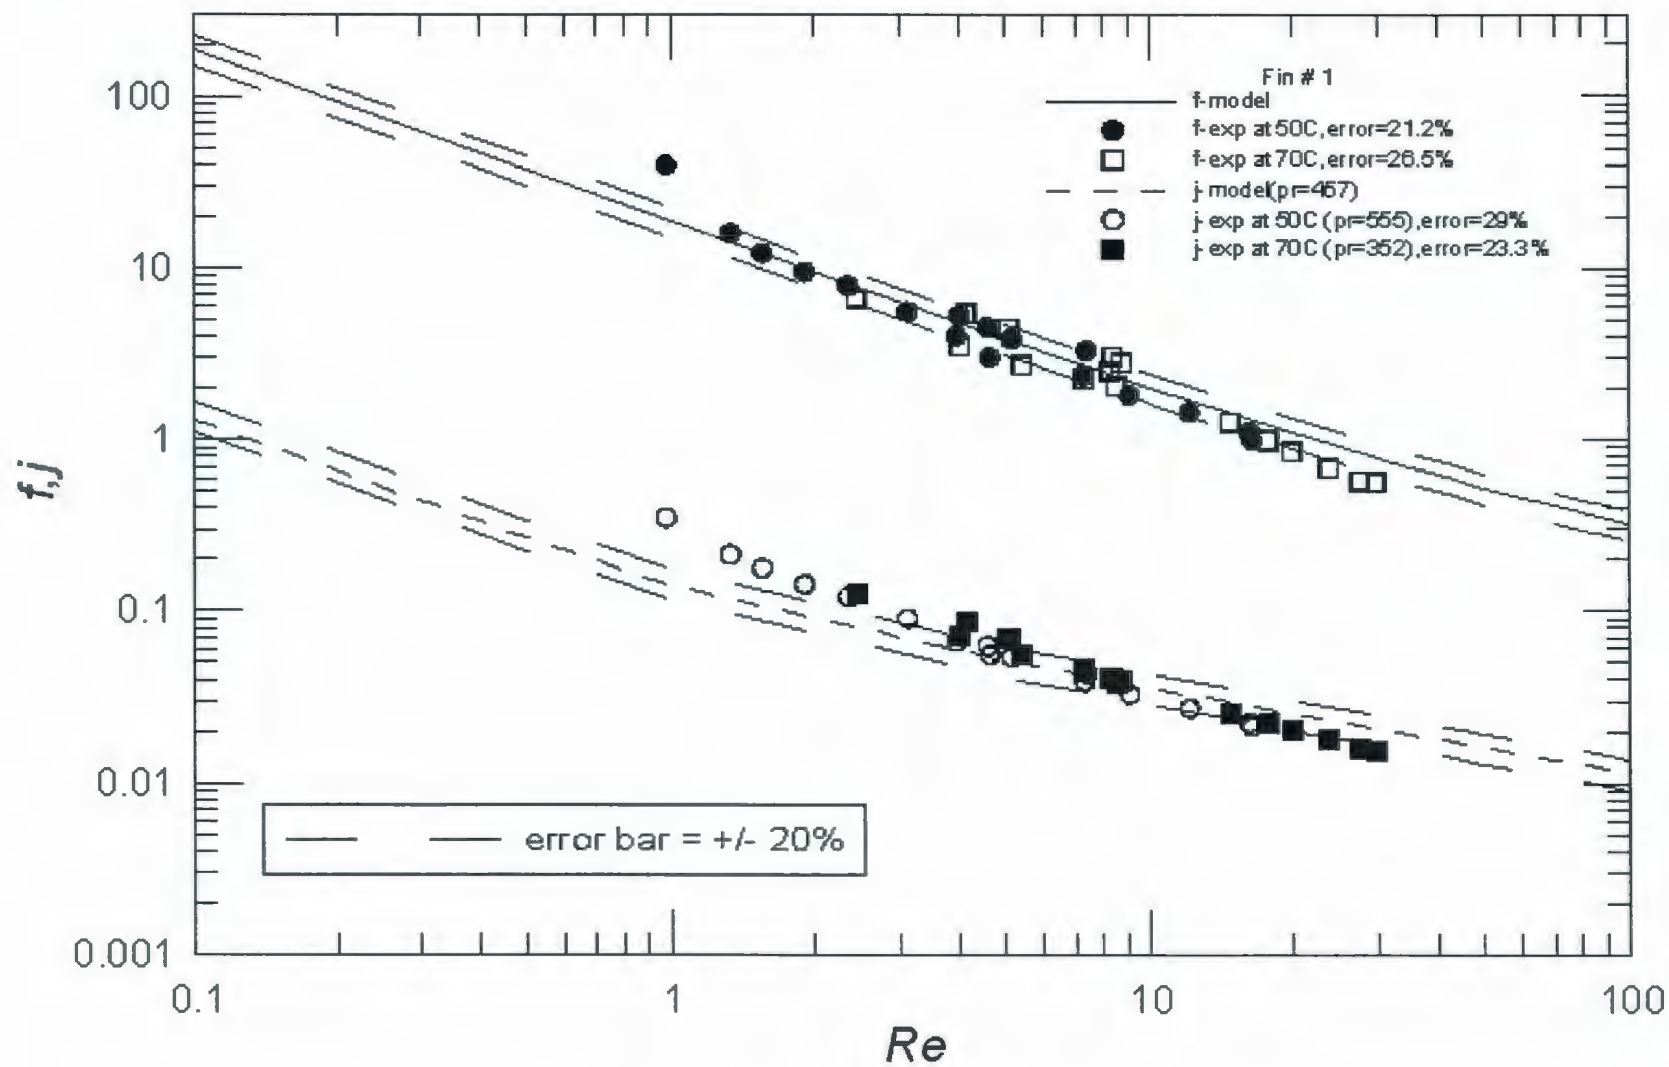 Fin # 1
f-model
f-exp at 50C, error=21.2%
f-exp at 70C, error=26.5%
j-model(pr=457)
j-exp at 50C (pr=555), error=29%
j-exp at 70C (pr=352), error=23.3%
100
10
1
0.1
0.01
0.001
f,j
error bar = +/- 20%
0.1
1
10
100
Re